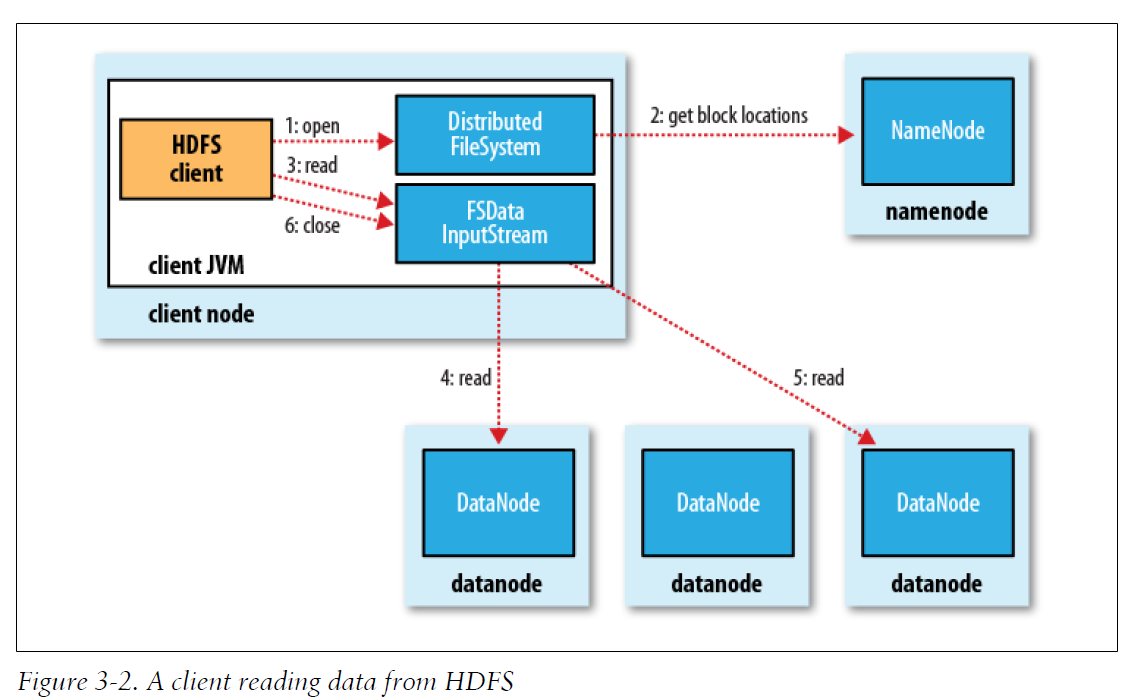 HDFS
client
1: open
3: read
6: close
Distributed
FileSystem
FSData
InputStream
client JVM
client node
2: get block locations
NameNode
namenode
4: read
5: read
DataNode
datanode
DataNode
datanode
DataNode
datanode
Figure 3-2. A client reading data from HDFS